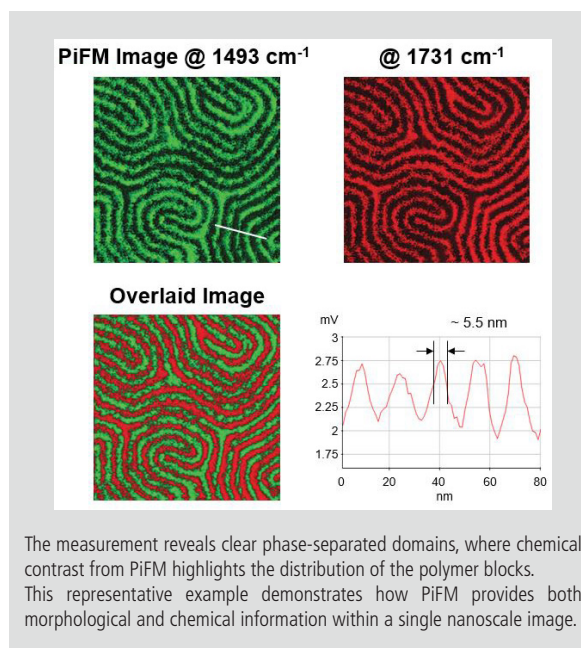 PiFM Image @ 1493 cm⁻¹
@ 1731 cm⁻¹
Overlaid Image
mV
~ 5.5 nm
3
2.75
2.5
2.25
2
1.75
0 20 40 60 80
nm
The measurement reveals clear phase-separated domains, where chemical
contrast from PiFM highlights the distribution of the polymer blocks.
This representative example demonstrates how PiFM provides both
morphological and chemical information within a single nanoscale image.